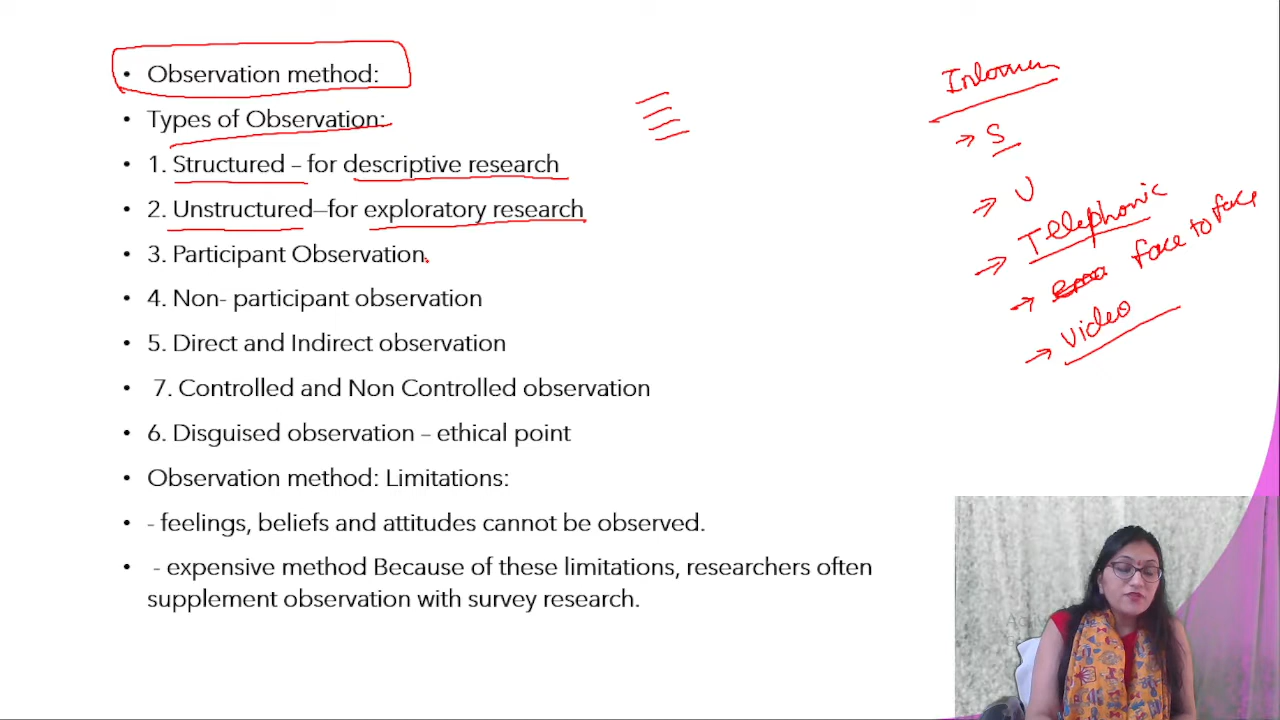 • Observation method:
• Types of Observation:
• 1. Structured – for descriptive research
• 2. Unstructured—for exploratory research
• 3. Participant Observation
• 4. Non- participant observation
• 5. Direct and Indirect observation
• 7. Controlled and Non Controlled observation
• 6. Disguised observation – ethical point
• Observation method: Limitations:
• - feelings, beliefs and attitudes cannot be observed.
• - expensive method Because of these limitations, researchers often
supplement observation with survey research.
→ S
→ U
→ Telephonic
→ face to face
→ video